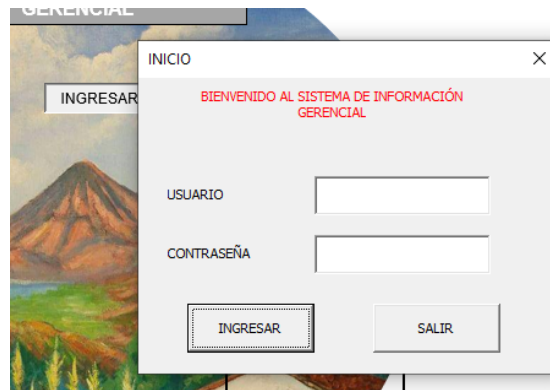 GERENCIAL
INGRESAR
INICIO
BIENVENIDO AL SISTEMA DE INFORMACIÓN
GERENCIAL
USUARIO
CONTRASEÑA
INGRESAR
SALIR